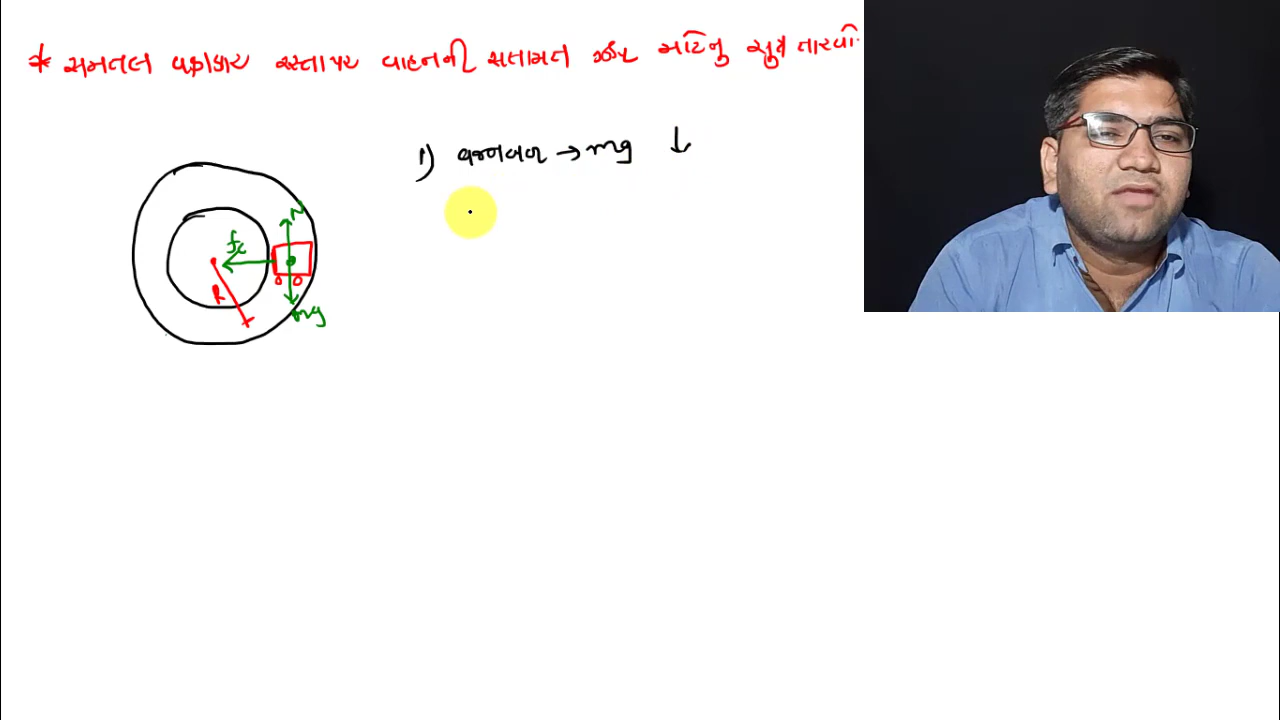 * સમતલ વક્રાકાર રસ્તા પર વાહનની સલામત ઝડપ માટેનુ સૂત્ર તારવો.
1) વજનબળ → mg ↓
N
fc
R
mg